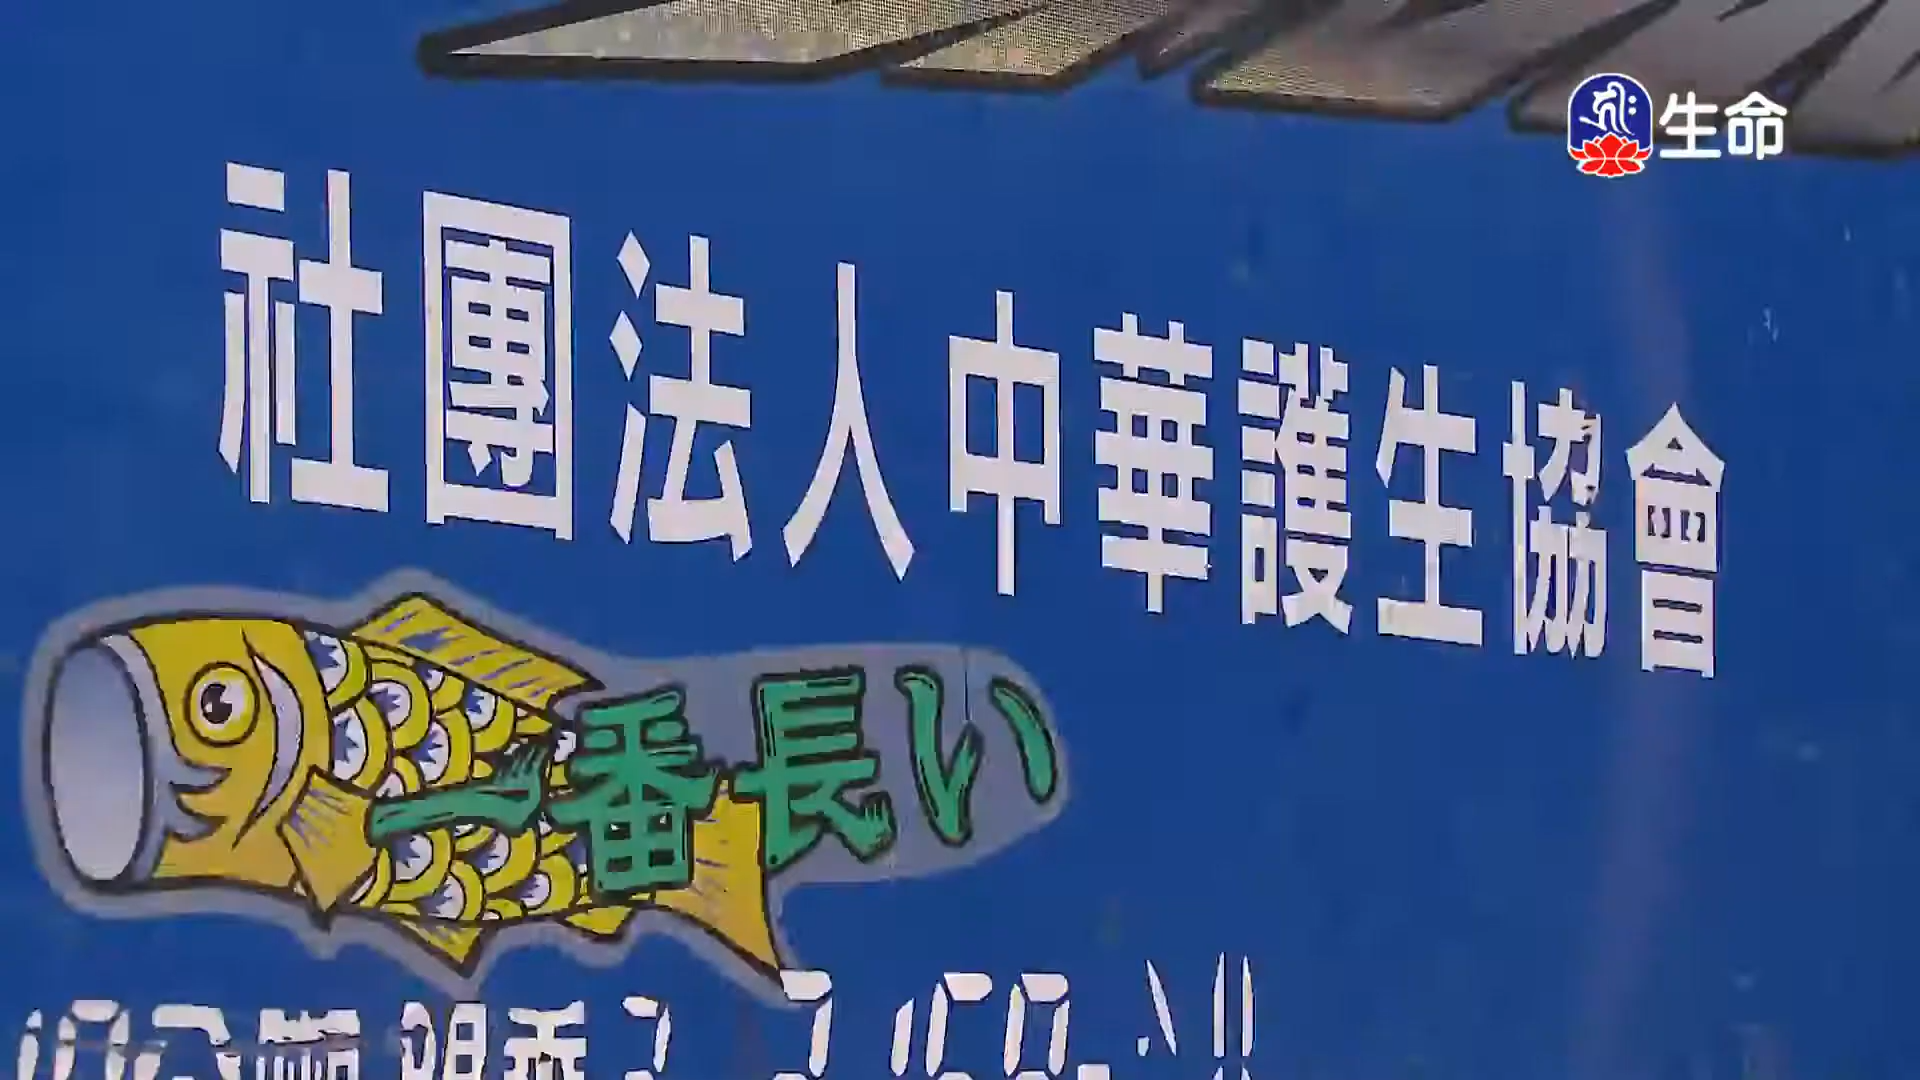 生命
社團法人中華護生協會
一番長い